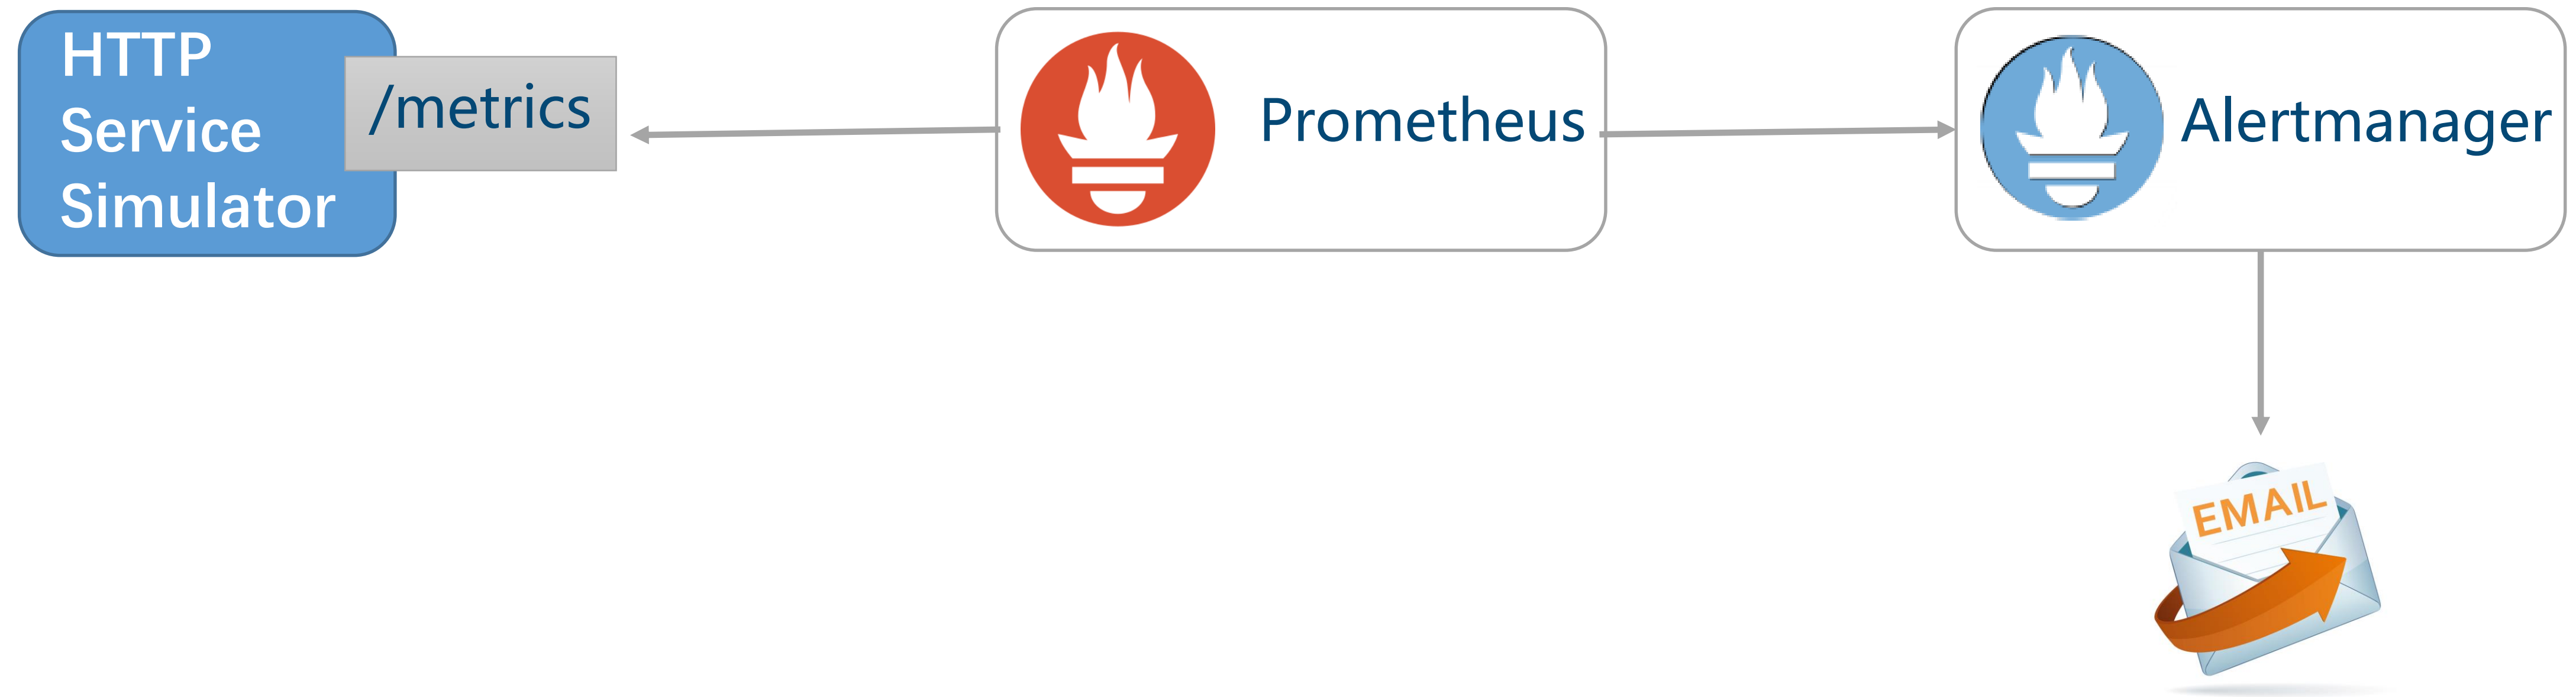 HTTP
Service
Simulator
/metrics
Prometheus
Alertmanager
EMAIL